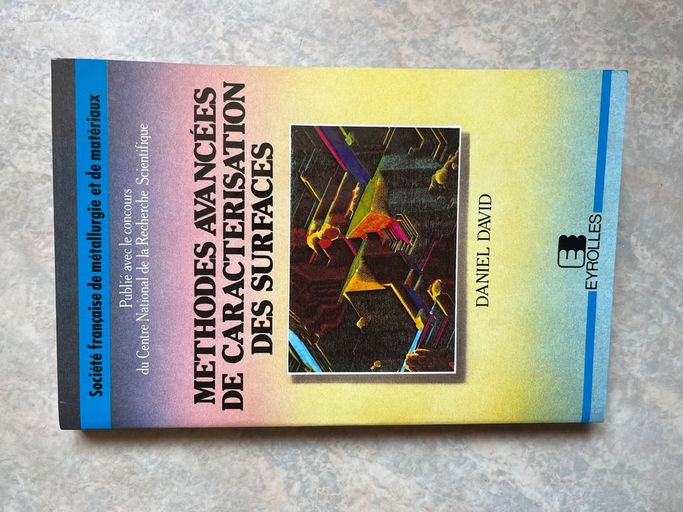 Société française de métallurgie et de matériaux
Publie avec le concours
du Centre National de la Recherche Scientifique
METHODES AVANCÉES
DE CARACTERISATION
DES SURFACES
DANIEL DAVID
EYROLLES